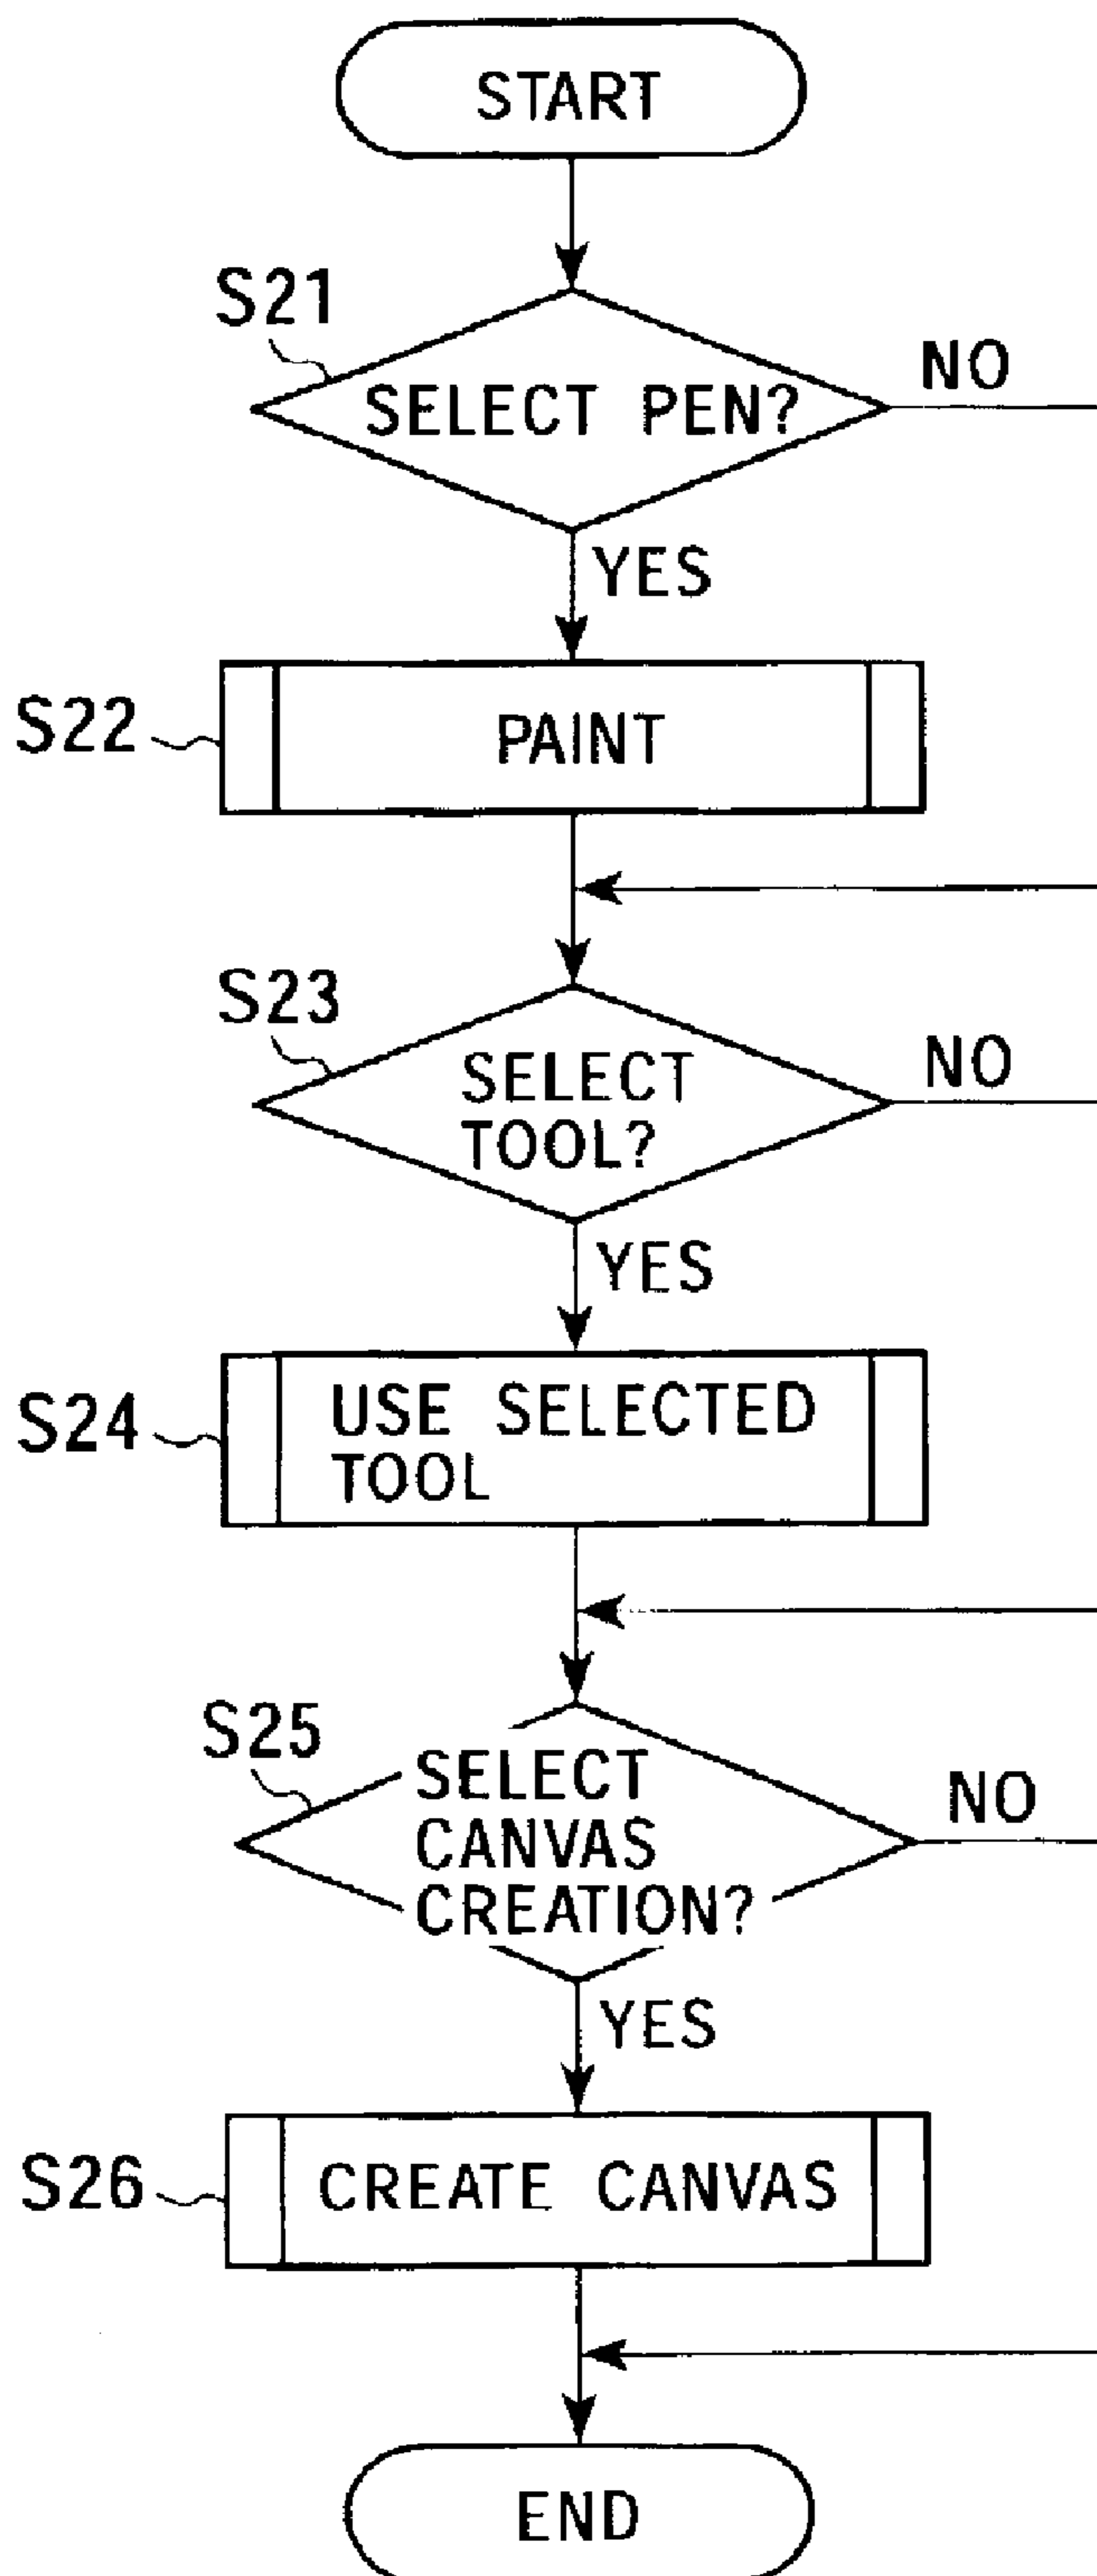 START
S21
SELECT PEN?
NO
YES
S22
PAINT
S23
SELECT
TOOL?
NO
YES
S24
USE SELECTED
TOOL
S25
SELECT
CANVAS
CREATION?
NO
YES
S26
CREATE CANVAS
END